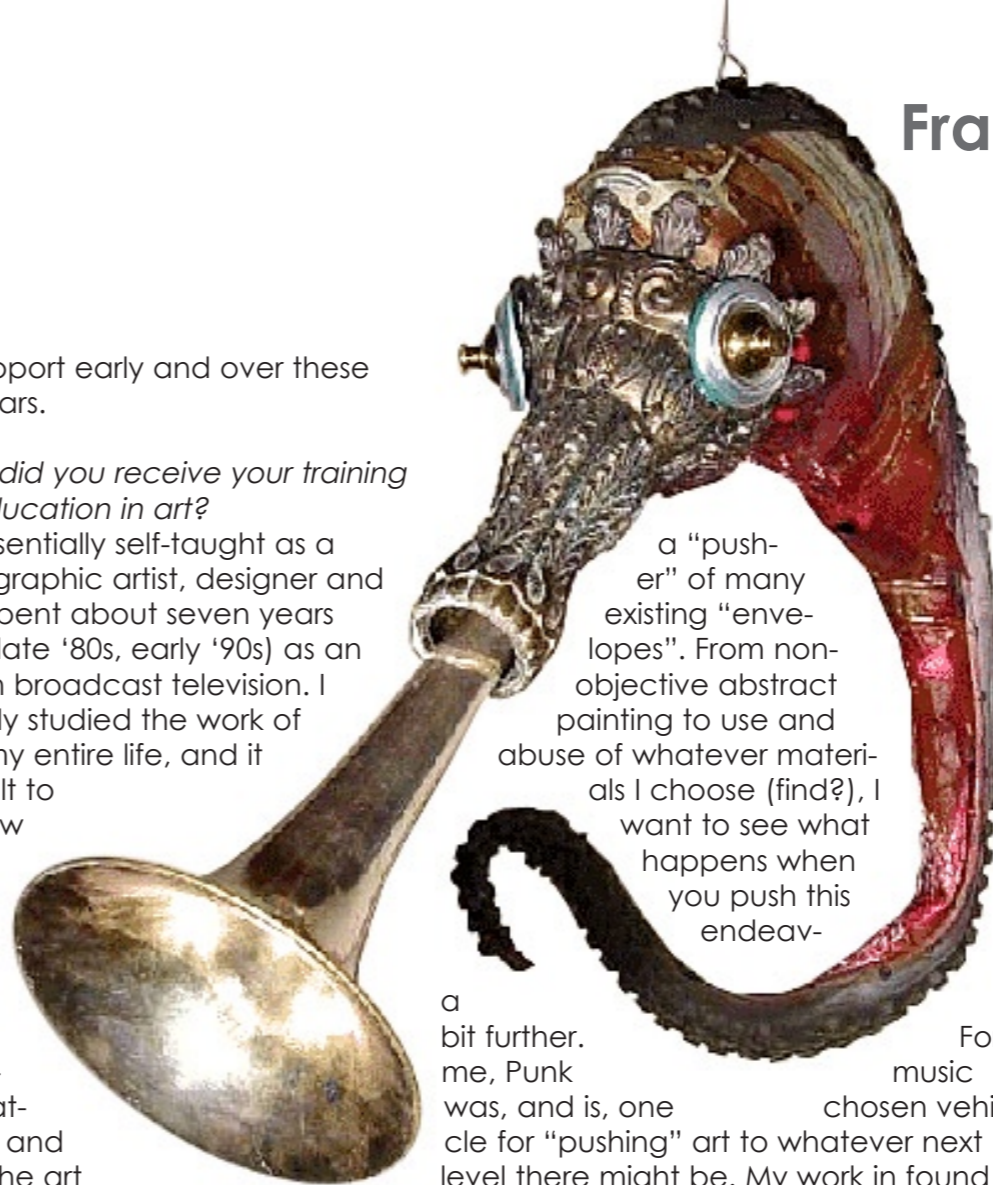 Fra
pport early and over these
ars.
did you receive your training
ducation in art?
sentially self-taught as a
graphic artist, designer and
pent about seven years
late ‘80s, early ‘90s) as an
n broadcast television. I
ly studied the work of
ny entire life, and it
lt to
w
at-
and
he art
a “push-
er” of many
existing “enve-
lopes”. From non-
objective abstract
painting to use and
abuse of whatever materi-
als I choose (find?), I
want to see what
happens when
you push this
endeav-
a
bit further. Fo
me, Punk music
was, and is, one chosen vehi
cle for “pushing” art to whatever next
level there might be. My work in found